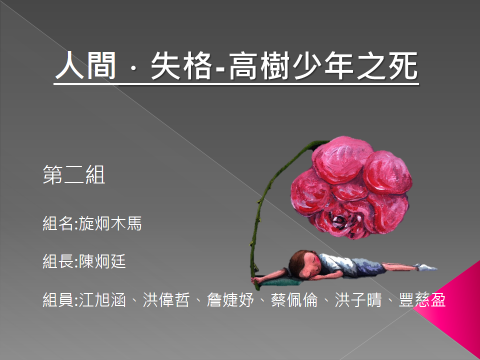 人間．失格-高樹少年之死
第二組
組名:旋炯木馬
組長:陳炯廷
組員:江旭涵、洪偉哲、詹婕妤、蔡佩倫、洪子晴、豐慈盈